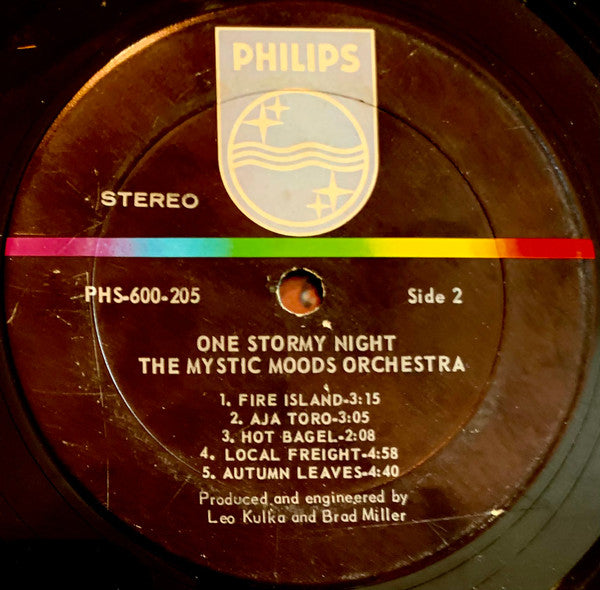 PHILIPS
STEREO
PHS-600-205 Side 2
ONE STORMY NIGHT
THE MYSTIC MOODS ORCHESTRA
1. FIRE ISLAND-3:15
2. AJA TORO-3:05
3. HOT BAGEL-2:08
4. LOCAL FREIGHT-4:58
5. AUTUMN LEAVES-4:40
Produced and engineered by
Leo Kulka and Brad Miller